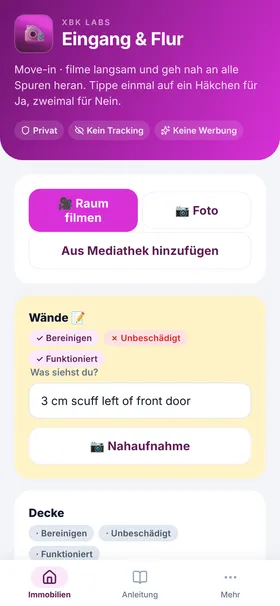 XBK LABS
Eingang & Flur
Move-in · filme langsam und geh nah an alle
Spuren heran. Tippe einmal auf ein Häkchen für
Ja, zweimal für Nein.
Privat
Kein Tracking
Keine Werbung
Raum
filmen
Foto
Aus Mediathek hinzufügen
Wände
✓ Bereinigen
× Unbeschädigt
✓ Funktioniert
Was siehst du?
3 cm scuff left of front door
Nahaufnahme
Decke
· Bereinigen
· Unbeschädigt
· Funktioniert
Immobilien
Anleitung
Mehr